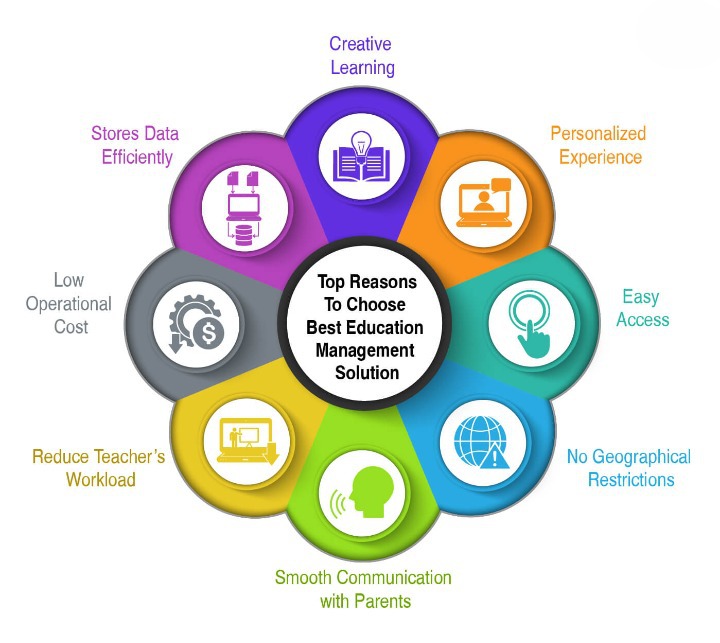 Creative
Learning
Stores Data
Efficiently
Personalized
Experience
Top Reasons
To Choose
Best Education
Management
Solution
Low
Operational
Cost
$
Easy
Access
!
Reduce Teacher's
Workload
No Geographical
Restrictions
Smooth Communication
with Parents